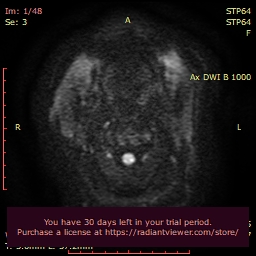 Im: 1/48
Se: 3
A
STP64
STP64
F
Ax DWI B 1000
R
L
You have 30 days left in your trial period.
Purchase a license at https://radiantviewer.com/store/